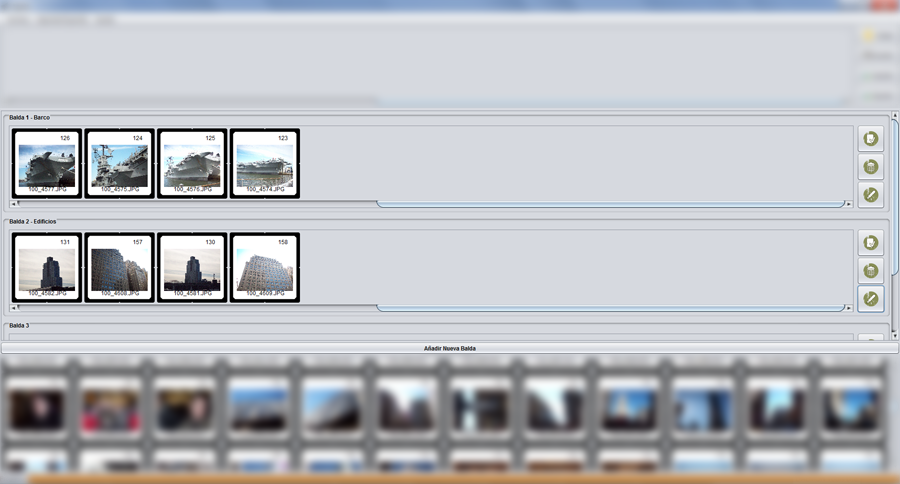 Balda 1 - Barco
126 124 125 123
100_4577.JPG 100_4575.JPG 100_4576.JPG 100_4574.JPG
Balda 2 - Edificios
131 157 130 158
100_4582.JPG 100_4608.JPG 100_4581.JPG 100_4609.JPG
Balda 3
Añadir Nueva Balda